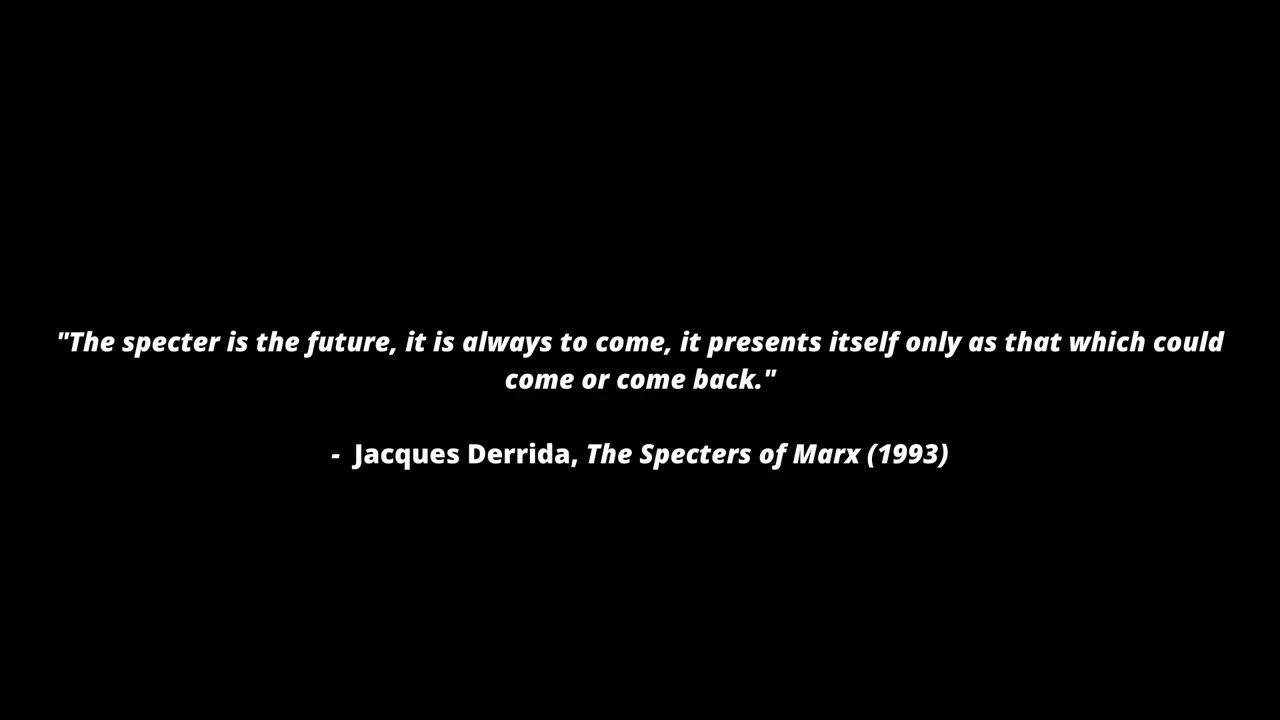 "The specter is the future, it is always to come, it presents itself only as that which could
come or come back."
- Jacques Derrida, The Specters of Marx (1993)